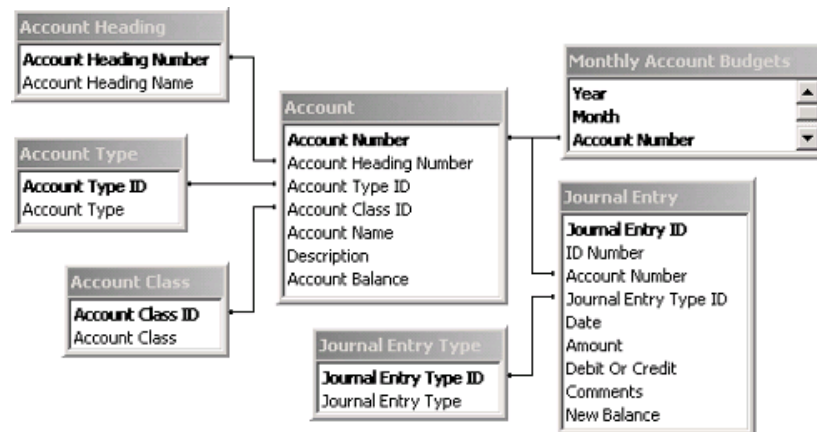 Account Heading
Account Heading Number
Account Heading Name
Account Type
Account Type ID
Account Type
Account Class
Account Class ID
Account Class
Account
Account Number
Account Heading Number
Account Type ID
Account Class ID
Account Name
Description
Account Balance
Journal Entry Type
Journal Entry Type ID
Journal Entry Type
Monthly Account Budgets
Year
Month
Account Number
Journal Entry
Journal Entry ID
ID Number
Account Number
Journal Entry Type ID
Date
Amount
Debit Or Credit
Comments
New Balance